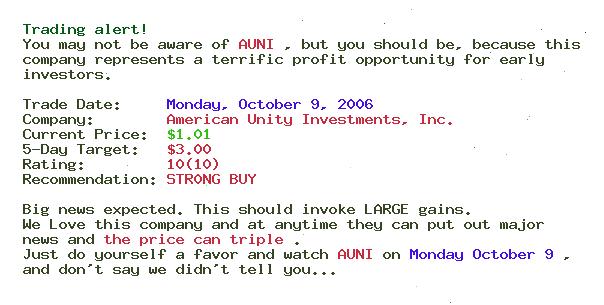 Trading alert!
You may not be aware of AUNI , but you should be, because this
company represents a terrific profit opportunity for early
investors.
Trade Date: Monday, October 9, 2006
Company: American Unity Investments, Inc.
Current Price: $1.01
5-Day Target: $3.00
Rating: 10(10)
Recommendation: STRONG BUY
Big news expected. This should invoke LARGE gains.
We Love this company and at anytime they can put out major
news and the price can triple .
Just do yourself a favor and watch AUNI on Monday October 9 ,
and don't say we didn't tell you...